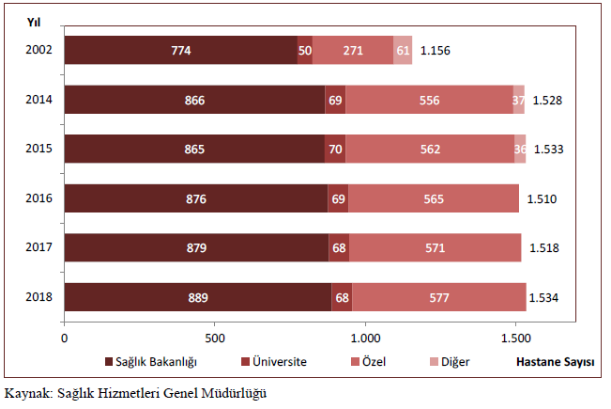 Yıl
2002 774 50 271 61 1.156
2014 866 69 556 37 1.528
2015 865 70 562 36 1.533
2016 876 69 565 1.510
2017 879 68 571 1.518
2018 889 68 577 1.534
0 500 1.000 1.500
Sağlık Bakanlığı Üniversite Özel Diğer Hastane Sayısı
Kaynak: Sağlık Hizmetleri Genel Müdürlüğü